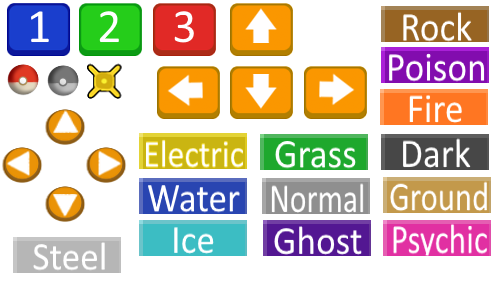 1 2 3
Rock
Poison
Fire
Electric Grass Dark
Water Normal Ground
Ice Ghost Psychic
Steel